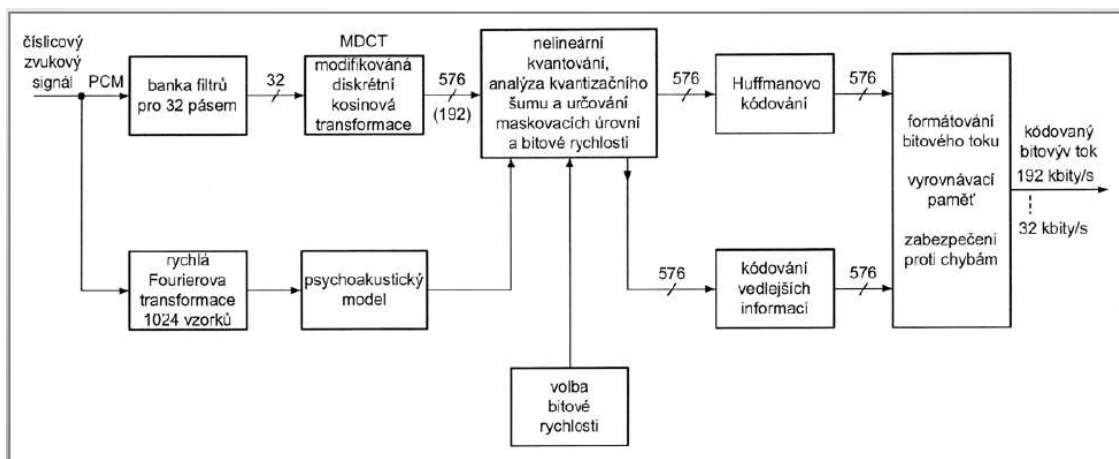 číslicový
zvukový
signál
PCM
banka filtrů
pro 32 pásem
32
MDCT
modifikovaná
diskrétní
kosinová
transformace
576
(192)
nelineární
kvantování,
analýza kvantizačního
šumu a určování
maskovacích úrovní
a bitové rychlosti
576
Huffmanovo
kódování
576
formátování
bitového toku
vyrovnávací
paměť
zabezpečení
proti chybám
kódovaný
bitovýv tok
192 kbity/s
32 kbity/s
rychlá
Fourierova
transformace
1024 vzorků
psychoakustický
model
576
kódování
vedlejších
informací
576
volba
bitové
rychlosti